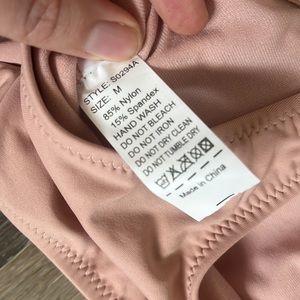 STYLE: S0294A
SIZE: M
85% Nylon
15% Spandex
HAND WASH
DO NOT BLEACH
DO NOT IRON
DO NOT DRY CLEAN
DO NOT TUMBLE DRY
Made in China